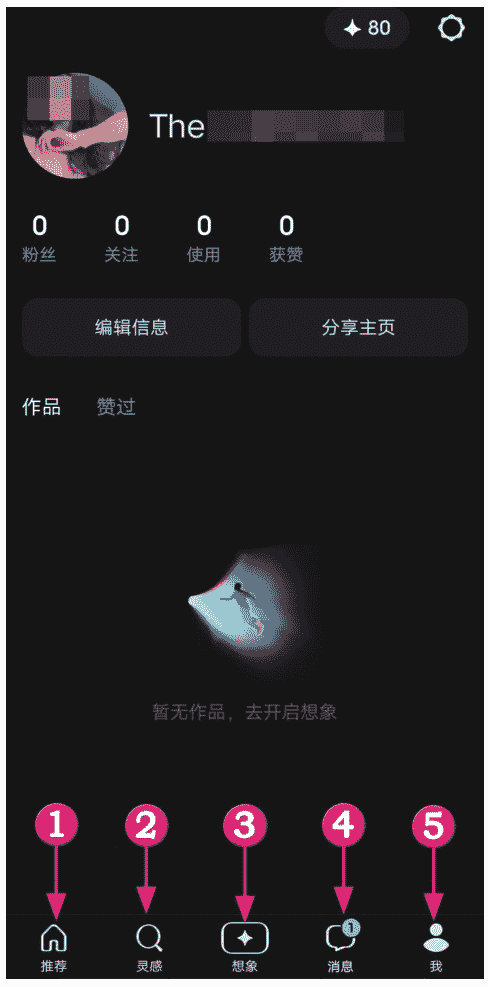 80
The
0 0 0 0
粉丝 关注 使用 获赞
编辑信息 分享主页
作品 赞过
暂无作品，去开启想象
1 2 3 4 5
1
推荐 灵感 想象 消息 我